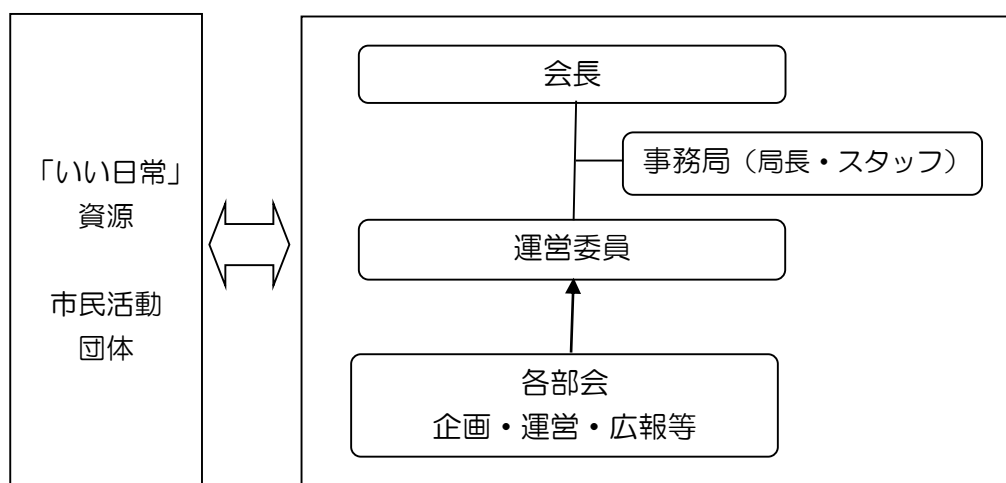 「いい日常」
資源
市民活動
団体
会長
事務局（局長・スタッフ）
運営委員
各部会
企画・運営・広報等